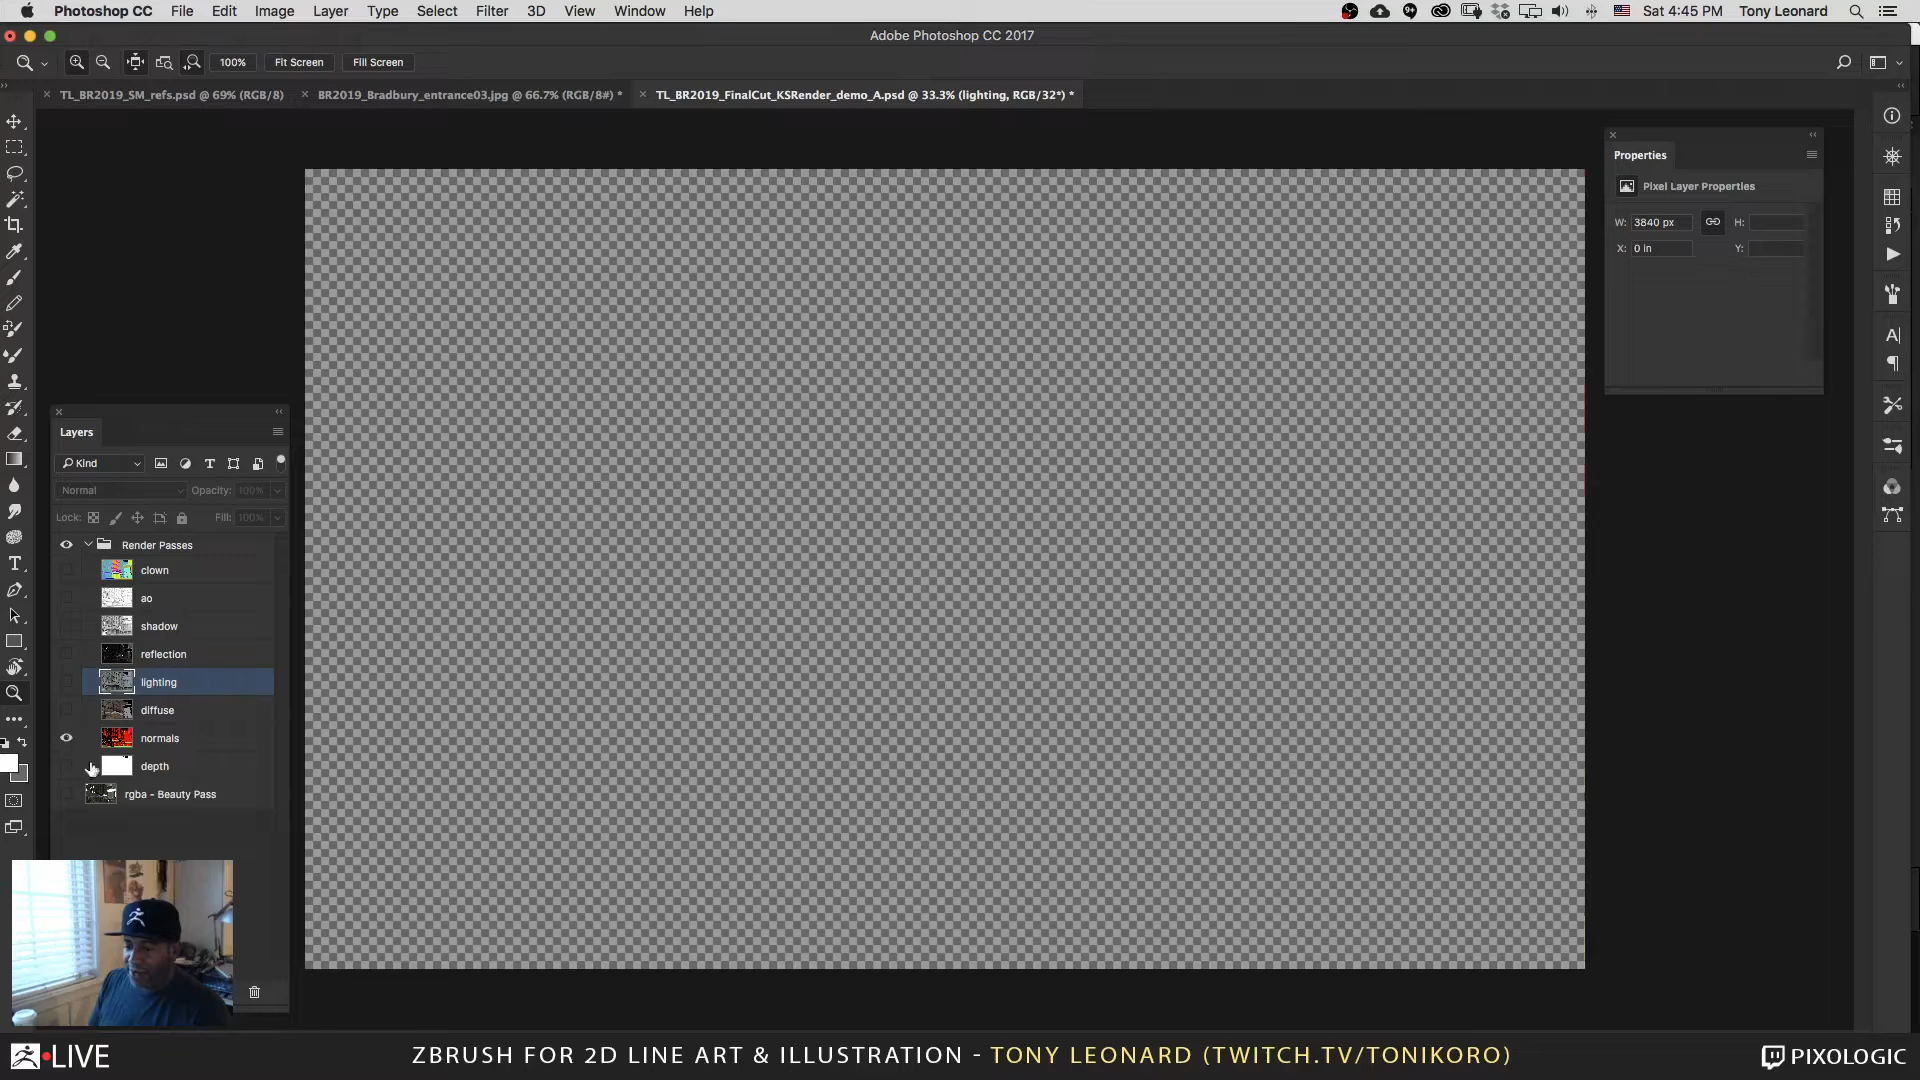 Photoshop CC File Edit Image Layer Type Select Filter 3D View Window Help Sat 4:45 PM Tony Leonard
Adobe Photoshop CC 2017
100% Fit Screen Fill Screen
TL_BR2019_SM_refs.psd @ 69% (RGB/8) BR2019_Bradbury_entrance03.jpg @ 66.7% (RGB/8#) * TL_BR2019_FinalCut_KSRender_demo_A.psd @ 33.3% (lighting, RGB/32*) *
Properties
Pixel Layer Properties
W: 3840 px H:
X: 0 in Y:
Layers
Kind
Normal Opacity: 100%
Lock: Fill: 100%
Render Passes
clown
ao
shadow
reflection
lighting
diffuse
normals
depth
rgba - Beauty Pass
LIVE ZBRUSH FOR 2D LINE ART & ILLUSTRATION - TONY LEONARD (TWITCH.TV/TONIKORO) PIXOLOGIC